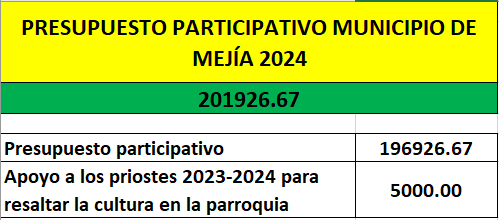 PRESUPUESTO PARTICIPATIVO MUNICIPIO DE
MEJÍA 2024
201926.67
Presupuesto participativo 196926.67
Apoyo a los priostes 2023-2024 para
resaltar la cultura en la parroquia 5000.00